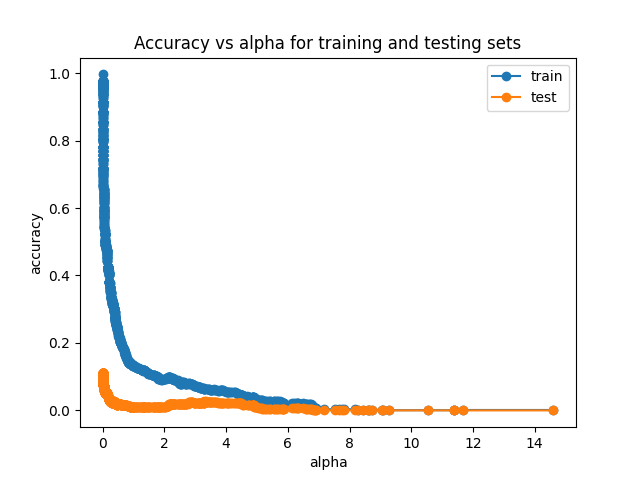 Accuracy vs alpha for training and testing sets
train
test
1.0
0.8
0.6
0.4
0.2
0.0
accuracy
0 2 4 6 8 10 12 14
alpha